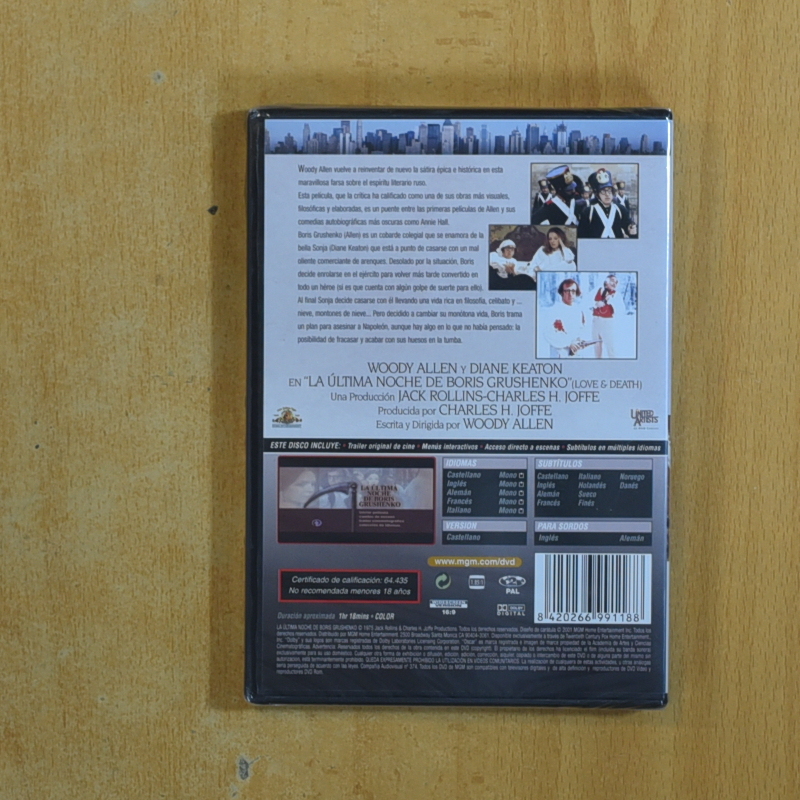 Woody Allen vuelve a reinventar de nuevo la sátira épica e histórica en esta
maravillosa farsa sobre el espíritu literario ruso.
Esta película, que la crítica ha calificado como una de sus obras más visuales,
filosóficas y elaboradas, es un puente entre las primeras películas de Allen y sus
comedias autobiográficas más oscuras como Annie Hall.
Boris Grushenko (Allen) es un cobarde colegial que se enamora de la
bella Sonja (Diane Keaton) que está a punto de casarse con un mal
oliente comerciante de arenques. Desolado por la situación, Boris
decide enrolarse en el ejército para volver más tarde convertido en
todo un héroe (si es que cuenta con algún golpe de suerte para ello).
Al final Sonja decide casarse con él llevando una vida rica en filosofía, celibato y ...
nieve, montones de nieve... Pero decidido a cambiar su monótona vida, Boris trama
un plan para asesinar a Napoleón, aunque hay algo en lo que no había pensado: la
posibilidad de fracasar y acabar con sus huesos en la tumba.
WOODY ALLEN Y DIANE KEATON
EN "LA ÚLTIMA NOCHE DE BORIS GRUSHENKO" (LOVE & DEATH)
Una Producción JACK ROLLINS-CHARLES H. JOFFE
Producida por CHARLES H. JOFFE
Escrita y Dirigida por WOODY ALLEN
UNITED
ARTISTS
ESTE DISCO INCLUYE: • Trailer original de cine • Menús interactivos • Acceso directo a escenas • Subtítulos en múltiples idiomas
LA ÚLTIMA
NOCHE
DE BORIS
GRUSHENKO
IDIOMAS
Castellano Mono
Inglés Mono
Alemán Mono
Francés Mono
Italiano Mono
SUBTÍTULOS
Castellano Italiano Noruego
Inglés Holandés Danés
Alemán Sueco
Francés Finés
VERSION
Castellano
PARA SORDOS
Inglés Alemán
www.mgm.com/dvd
Certificado de calificación: 64.435
No recomendada menores 18 años
WIDESCREEN
16:9
PAL
DOLBY
DIGITAL
8 420266 991188
Duración aproximada 1hr 18mins • COLOR